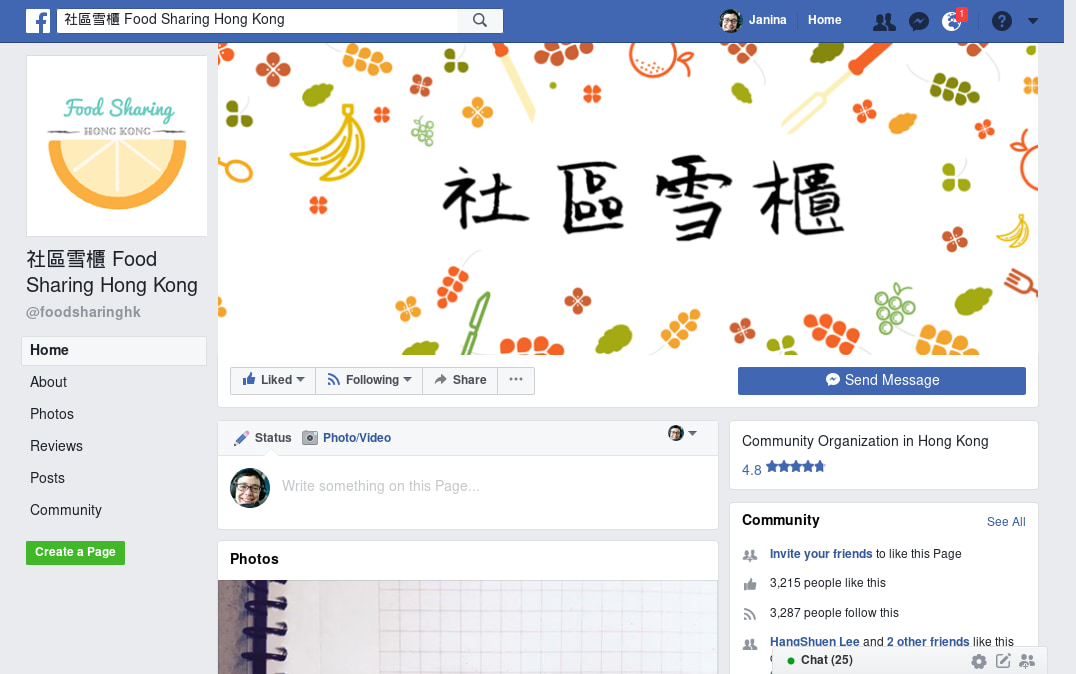 社區雪櫃 Food Sharing Hong Kong
Janina
Home
1
Food Sharing
HONG KONG
社區雪櫃
社區雪櫃 Food
Sharing Hong Kong
@foodsharinghk
Home
About
Photos
Reviews
Posts
Community
Create a Page
Liked
Following
Share
Send Message
Status
Photo/Video
Write something on this Page...
Photos
Community Organization in Hong Kong
4.8
Community
See All
Invite your friends to like this Page
3,215 people like this
3,287 people follow this
HangShuen Lee and 2 other friends like this
Chat (25)